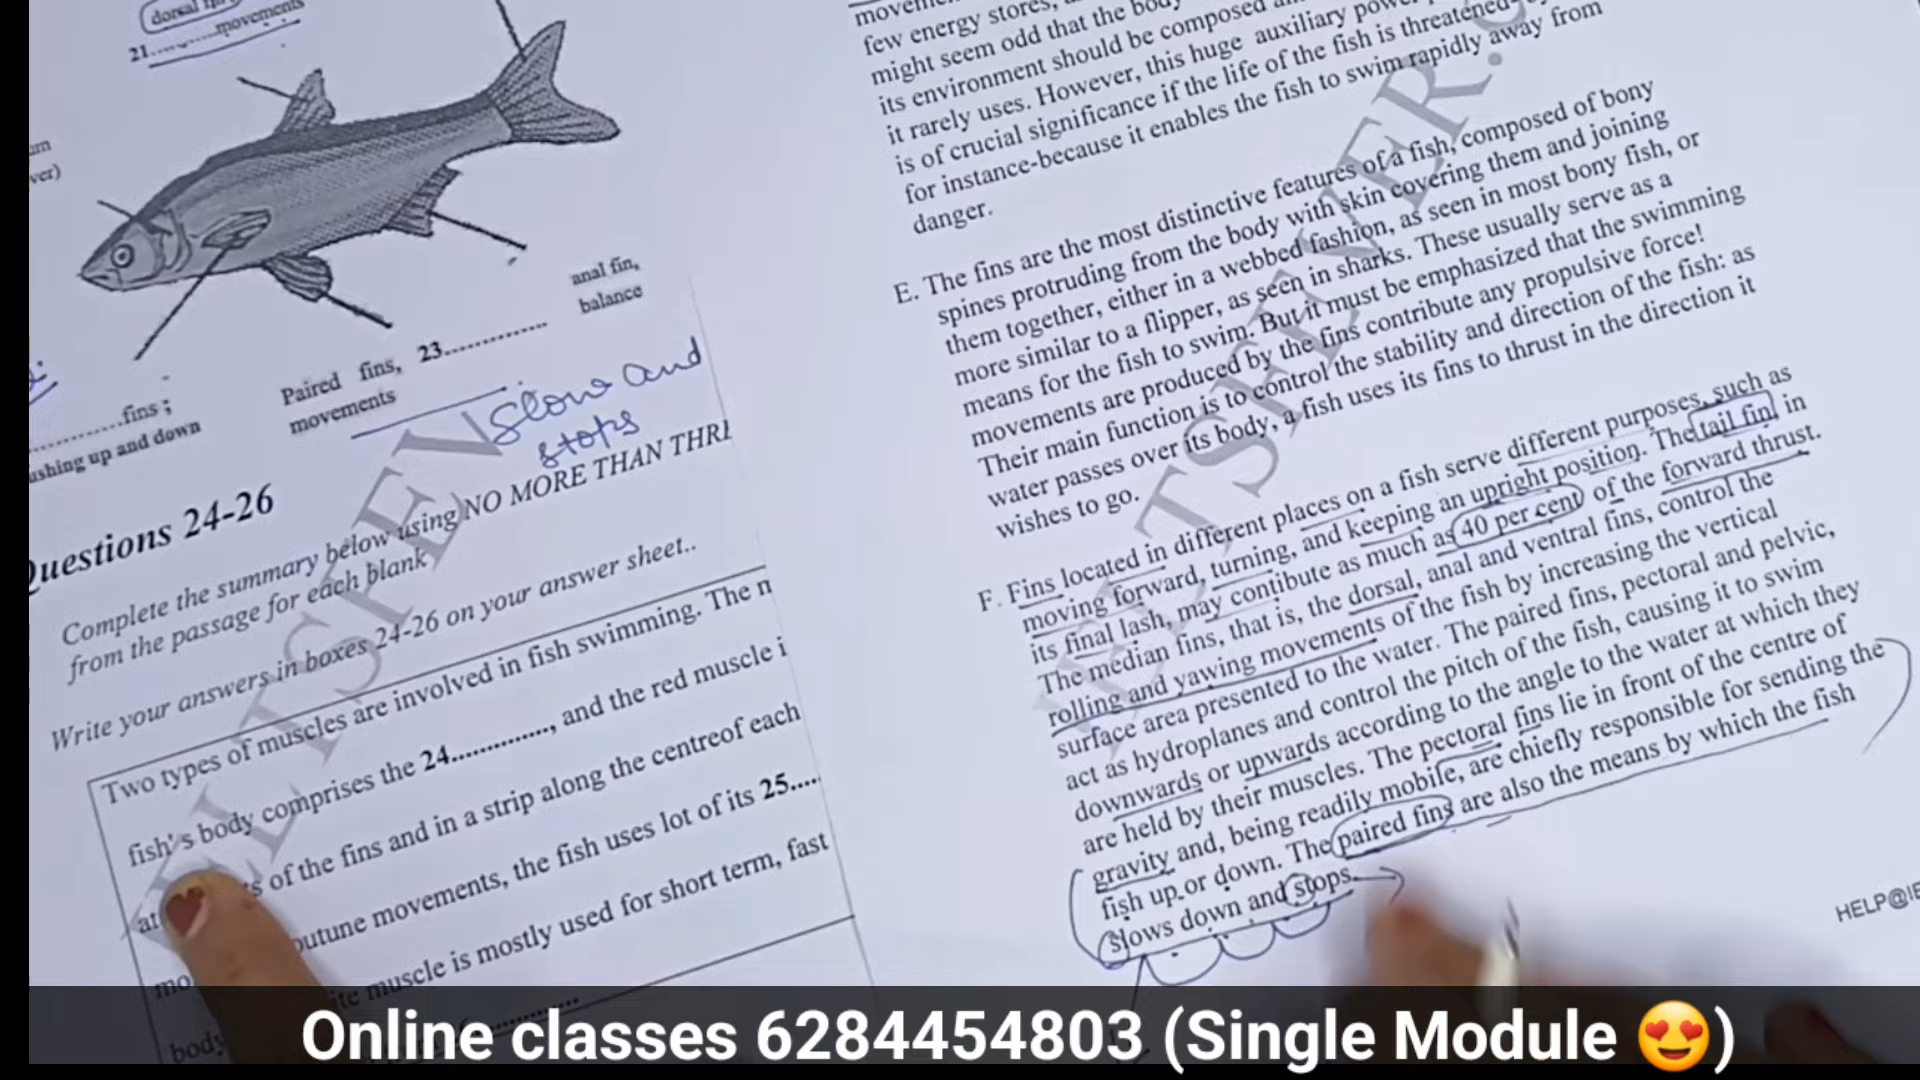 dorsal
21............movements
ver)
anal fin,
balance
Paired fins, 23..............
movements
slow and
stops
............fins ;
ushing up and down
Questions 24-26
Complete the summary below using NO MORE THAN THRE
from the passage for each blank
Write your answers in boxes 24-26 on your answer sheet..
Two types of muscles are involved in fish swimming. The
fish's body comprises the 24.............., and the red muscle i
at of the fins and in a strip along the centreof each
mo movements, the fish uses lot of its 25.....
body muscle is mostly used for short term, fast
few energy stores,
might seem odd that the body
its environment should be composed
it rarely uses. However, this huge auxiliary power
is of crucial significance if the life of the fish is threatened
for instance-because it enables the fish to swim rapidly away from
danger.
E. The fins are the most distinctive features of a fish, composed of bony
spines protruding from the body with skin covering them and joining
them together, either in a webbed fashion, as seen in most bony fish, or
more similar to a flipper, as seen in sharks. These usually serve as a
means for the fish to swim. But it must be emphasized that the swimming
movements are produced by the fins contribute any propulsive force!
Their main function is to control the stability and direction of the fish: as
water passes over its body, a fish uses its fins to thrust in the direction it
wishes to go.
F. Fins located in different places on a fish serve different purposes, such as
moving forward, turning, and keeping an upright position. The tail fin, in
its final lash, may contibute as much as 40 per cent of the forward thrust.
The median fins, that is, the dorsal, anal and ventral fins, control the
rolling and yawing movements of the fish by increasing the vertical
surface area presented to the water. The paired fins, pectoral and pelvic,
act as hydroplanes and control the pitch of the fish, causing it to swim
downwards or upwards according to the angle to the water at which they
are held by their muscles. The pectoral fins lie in front of the centre of
gravity and, being readily mobile, are chiefly responsible for sending the
fish up or down. The paired fins are also the means by which the fish
slows down and stops.
HELP@IE
IELTSFEVER
IELTSFEVER.
Online classes 6284454803 (Single Module 😍)